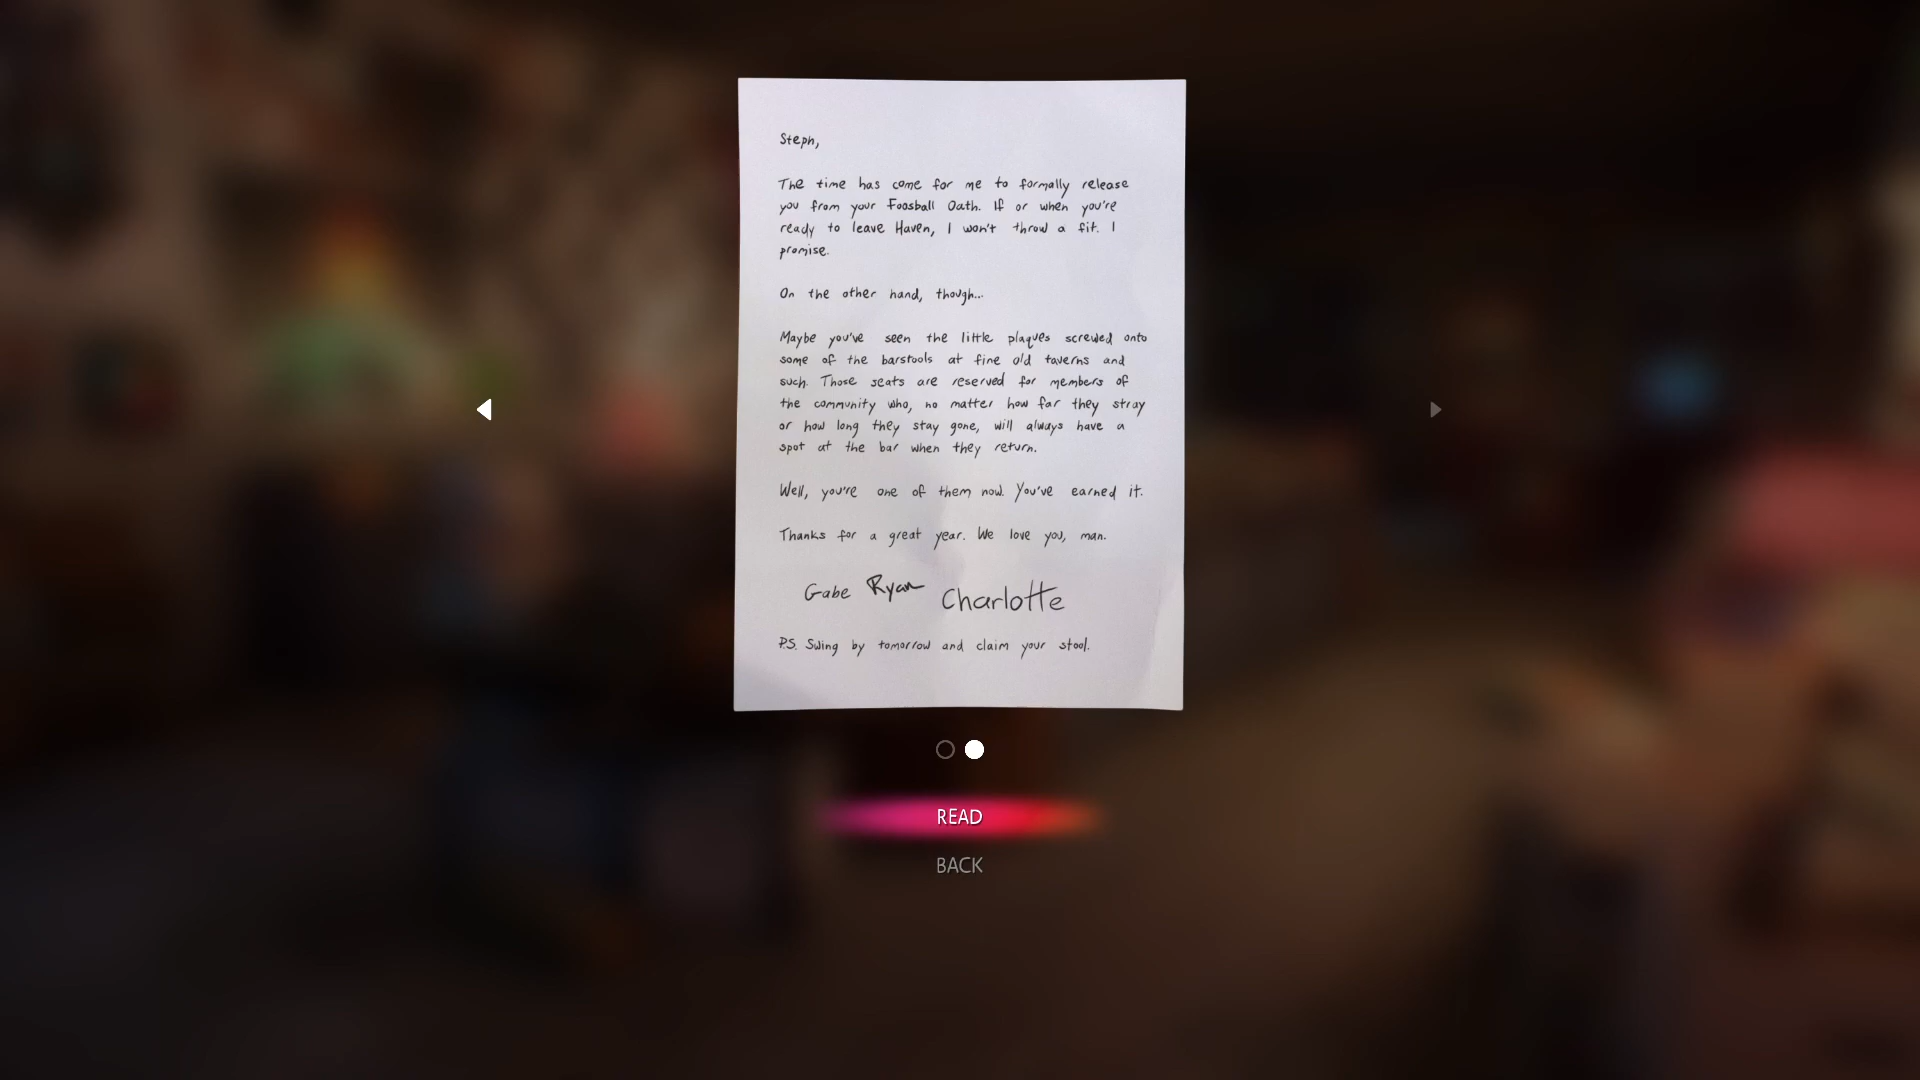 Steph,
The time has come for me to formally release
you from your Foosball Oath. If or when you're
ready to leave Haven, I won't throw a fit. I
promise.
On the other hand, though...
Maybe you've seen the little plaques screwed onto
some of the barstools at fine old taverns and
such. Those seats are reserved for members of
the community who, no matter how far they stray
or how long they stay gone, will always have a
spot at the bar when they return.
Well, you're one of them now. You've earned it.
Thanks for a great year. We love you, man.
Gabe Ryan Charlotte
P.S. Swing by tomorrow and claim your stool.
READ
BACK